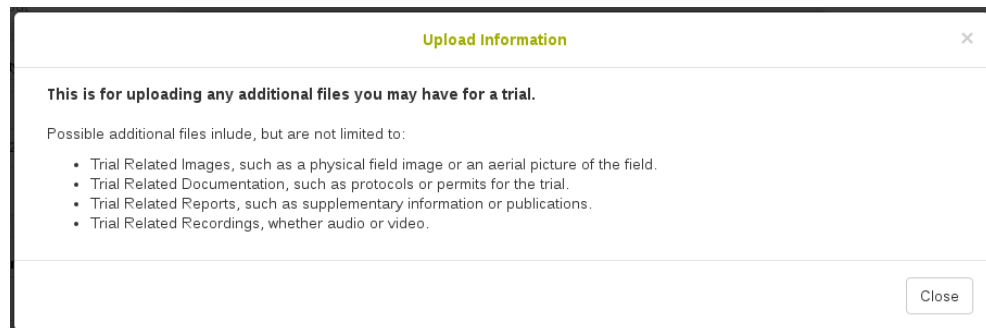 Upload Information
×
This is for uploading any additional files you may have for a trial.
Possible additional files inlude, but are not limited to:
• Trial Related Images, such as a physical field image or an aerial picture of the field.
• Trial Related Documentation, such as protocols or permits for the trial.
• Trial Related Reports, such as supplementary information or publications.
• Trial Related Recordings, whether audio or video.
Close